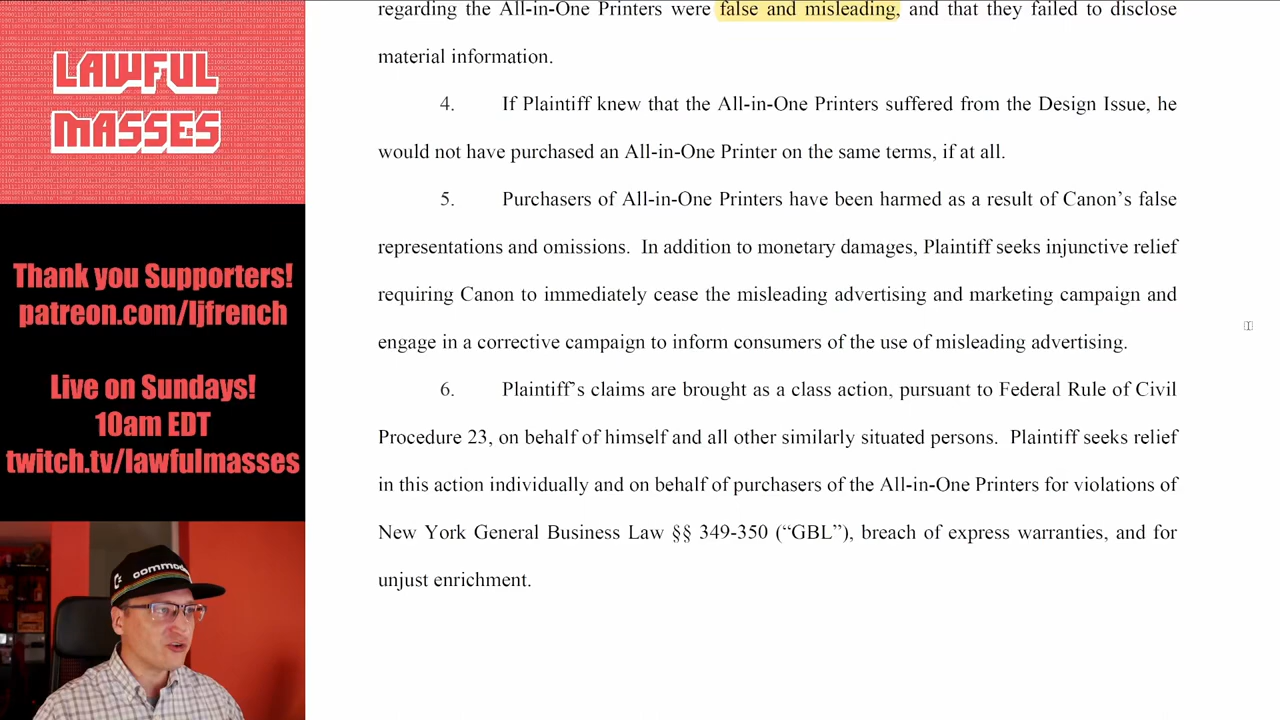 LAWFUL
MASSES
Thank you Supporters!
patreon.com/ljfrench
Live on Sundays!
10am EDT
twitch.tv/lawfulmasses
regarding the All-in-One Printers were false and misleading, and that they failed to disclose
material information.
4. If Plaintiff knew that the All-in-One Printers suffered from the Design Issue, he
would not have purchased an All-in-One Printer on the same terms, if at all.
5. Purchasers of All-in-One Printers have been harmed as a result of Canon’s false
representations and omissions. In addition to monetary damages, Plaintiff seeks injunctive relief
requiring Canon to immediately cease the misleading advertising and marketing campaign and
engage in a corrective campaign to inform consumers of the use of misleading advertising.
6. Plaintiff’s claims are brought as a class action, pursuant to Federal Rule of Civil
Procedure 23, on behalf of himself and all other similarly situated persons. Plaintiff seeks relief
in this action individually and on behalf of purchasers of the All-in-One Printers for violations of
New York General Business Law §§ 349-350 (“GBL”), breach of express warranties, and for
unjust enrichment.